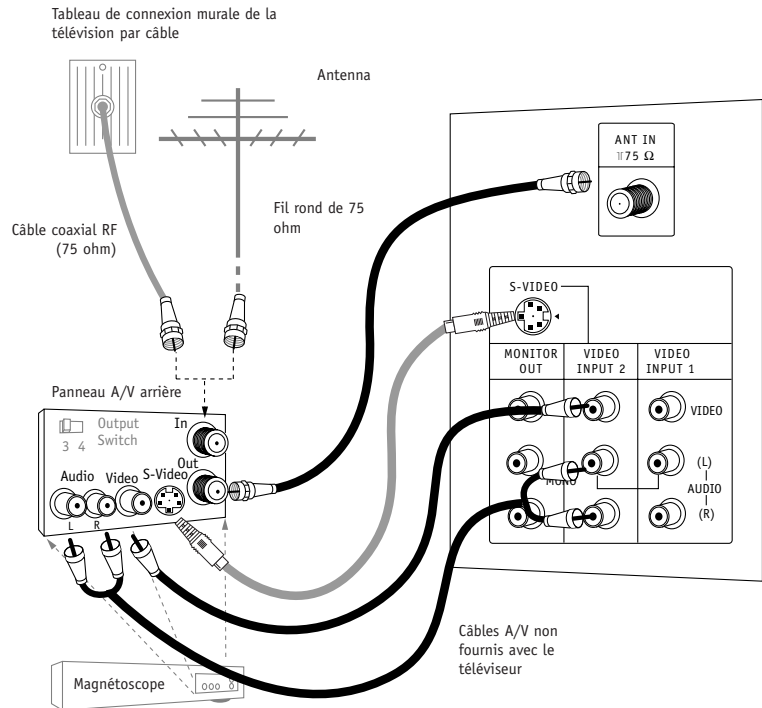 Tableau de connexion murale de la
télévision par câble
Antenna
ANT IN
75 Ω
Câble coaxial RF
(75 ohm)
Fil rond de 75
ohm
S-VIDEO
MONITOR
OUT
VIDEO
INPUT 2
VIDEO
INPUT 1
VIDEO
(L)
AUDIO
(R)
MONO
Panneau A/V arrière
Output
Switch
3 4
In
Out
Audio
Video
S-Video
L
R
Câbles A/V non
fournis avec le
téléviseur
Magnétoscope